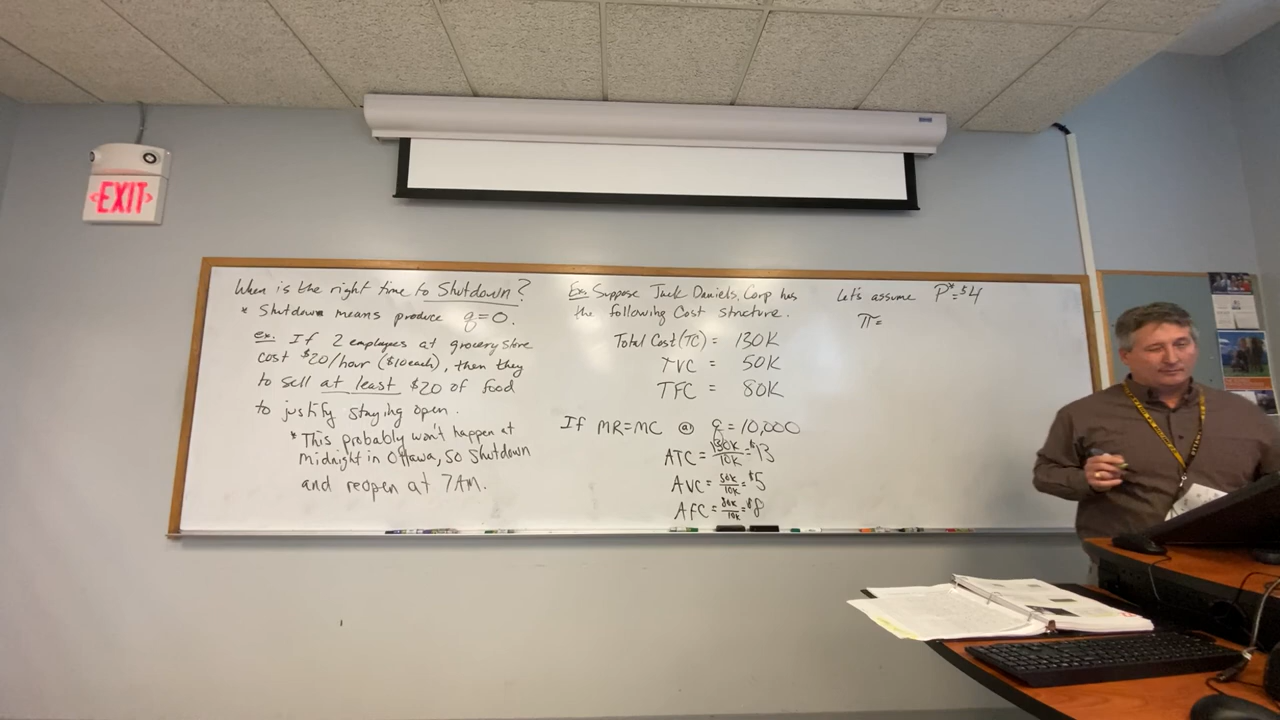 EXIT
When is the right time to Shutdown?
* Shutdown means produce q=0.
ex. If 2 employees at grocery store
cost $20/hour ($10 each), then they
to sell at least $20 of food
to justify staying open.
* This probably won't happen at
Midnight in Ottawa, so Shutdown
and reopen at 7AM.
Ex. Suppose Jack Daniels, Corp has
the following Cost structure.
Total Cost (TC) = 130K
TVC = 50K
TFC = 80K
If MR=MC @ q = 10,000
ATC = 130K/10K = $13
AVC = 50K/10K = $5
AFC = 80K/10K = $8
Let's assume P*=$4
π=